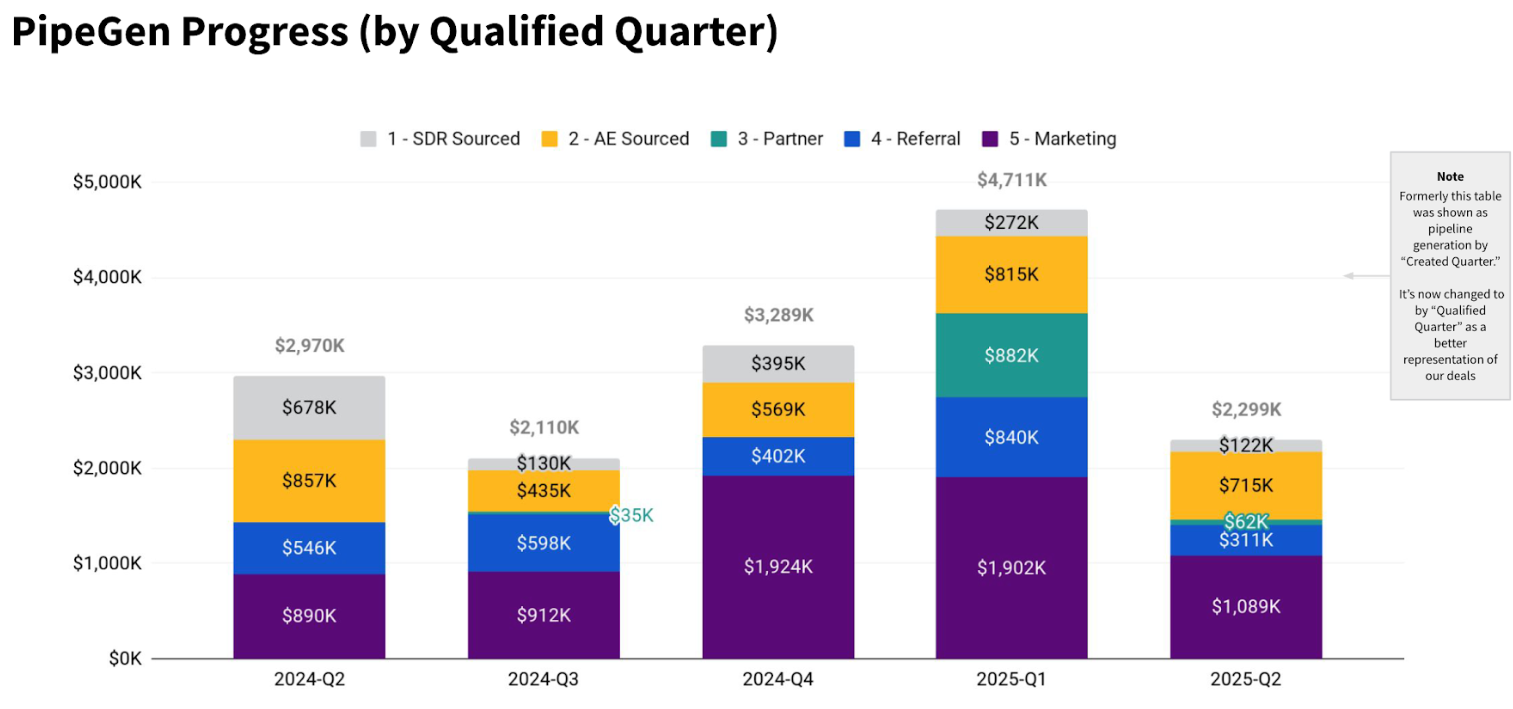 PipeGen Progress (by Qualified Quarter)
1 - SDR Sourced
2 - AE Sourced
3 - Partner
4 - Referral
5 - Marketing
$5,000K
$4,000K
$3,000K
$2,000K
$1,000K
$0K
$2,970K
$678K
$857K
$546K
$890K
2024-Q2
$2,110K
$130K
$435K
$35K
$598K
$912K
2024-Q3
$3,289K
$395K
$569K
$402K
$1,924K
2024-Q4
$4,711K
$272K
$815K
$882K
$840K
$1,902K
2025-Q1
$2,299K
$122K
$715K
$62K
$311K
$1,089K
2025-Q2
Note
Formerly this table
was shown as
pipeline
generation by
“Created Quarter.”
It’s now changed to
by “Qualified
Quarter” as a
better
representation of
our deals